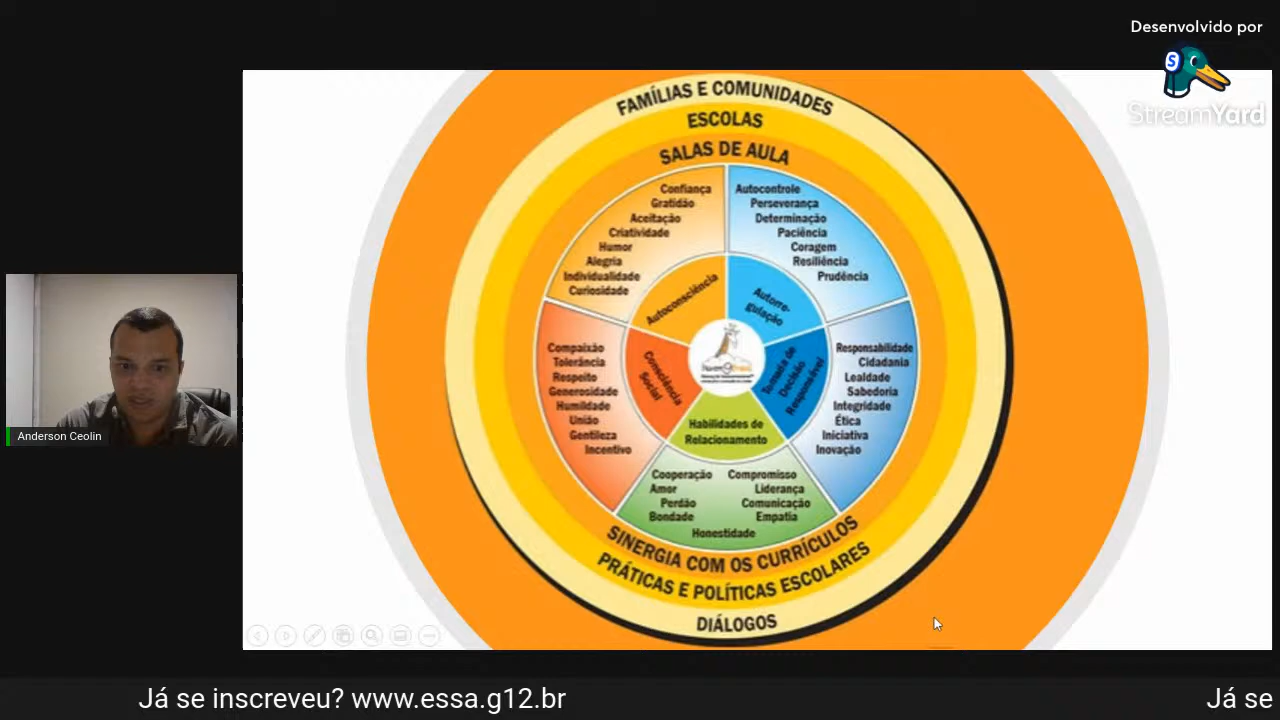 Desenvolvido por
StreamYard
FAMÍLIAS E COMUNIDADES
ESCOLAS
SALAS DE AULA
Confiança
Gratidão
Aceitação
Criatividade
Humor
Alegria
Individualidade
Curiosidade
Autocontrole
Perseverança
Determinação
Paciência
Coragem
Resiliência
Prudência
Autoconsciência
Autorre-
gulação
Compaixão
Tolerância
Respeito
Generosidade
Humildade
União
Gentileza
Incentivo
Consciência
Social
Tomada de
Decisão
Responsável
Responsabilidade
Cidadania
Lealdade
Sabedoria
Integridade
Ética
Iniciativa
Inovação
Habilidades de
Relacionamento
Cooperação
Amor
Perdão
Bondade
Compromisso
Liderança
Comunicação
Empatia
Honestidade
SINERGIA COM OS CURRÍCULOS
PRÁTICAS E POLÍTICAS ESCOLARES
DIÁLOGOS
Anderson Ceolin
Já se inscreveu? www.essa.g12.br
Já se